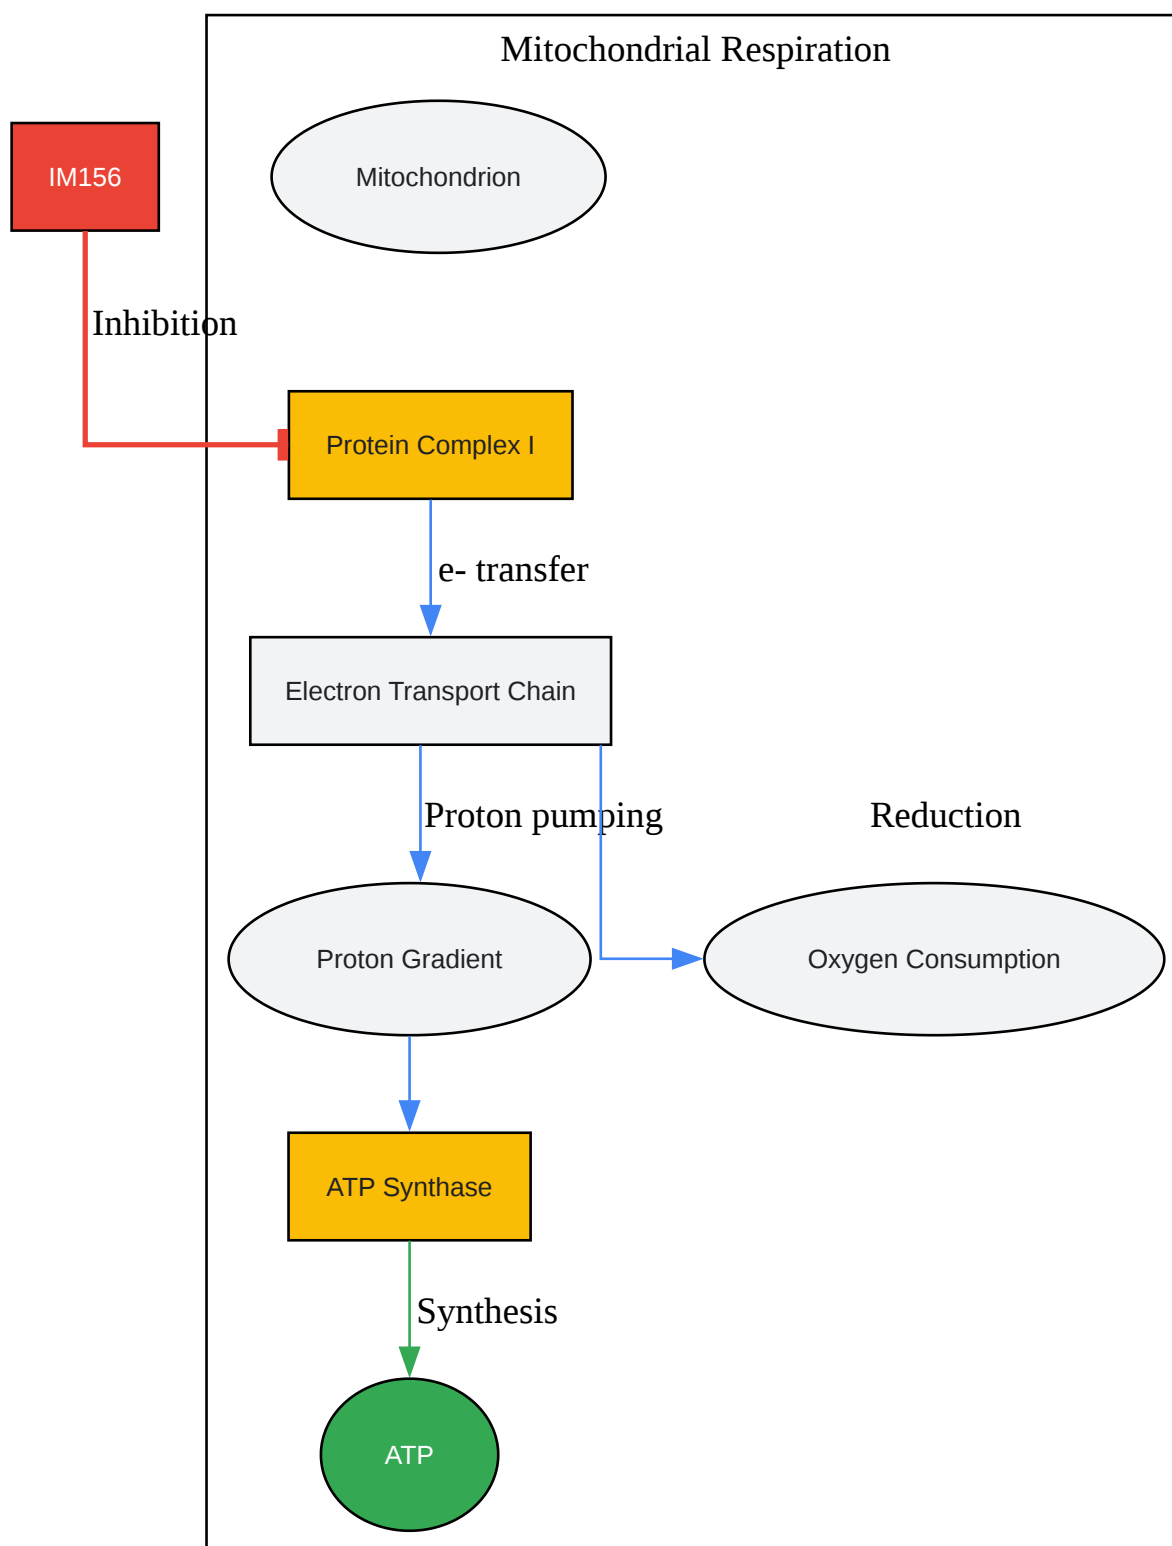 Mitochondrial Respiration
IM156
Mitochondrion
Inhibition
Protein Complex I
e- transfer
Electron Transport Chain
Proton pumping
Reduction
Proton Gradient
Oxygen Consumption
ATP Synthase
Synthesis
ATP